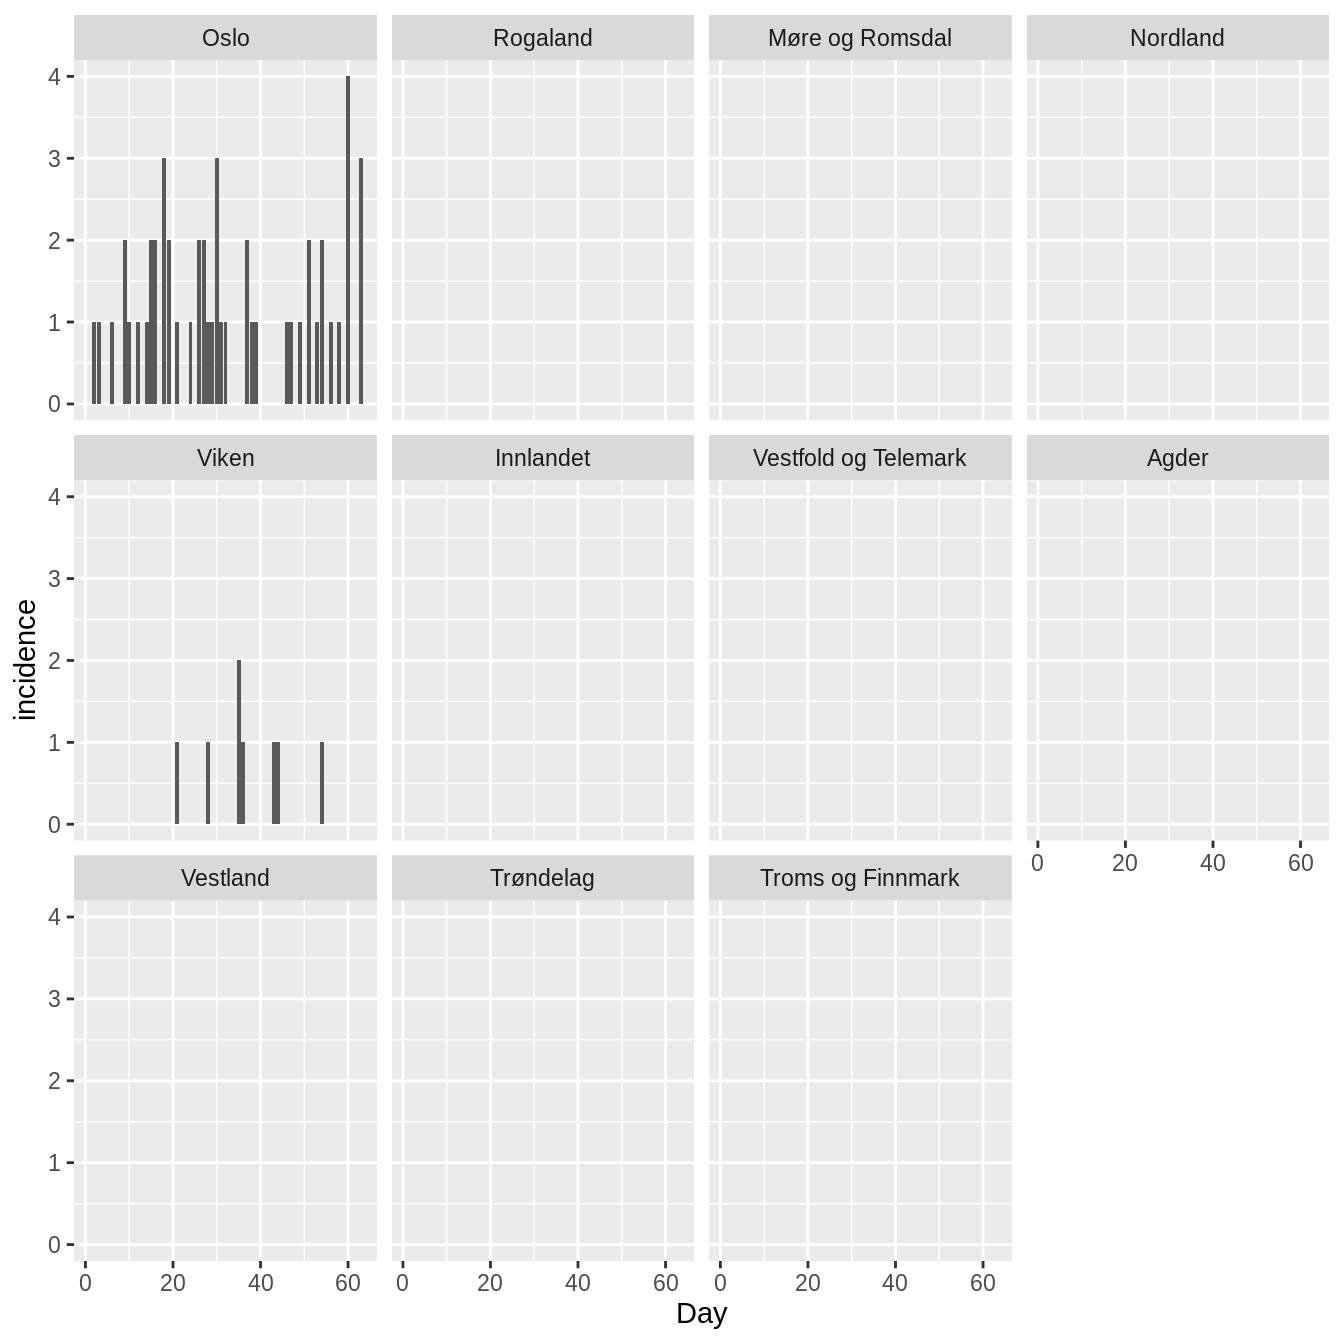 Oslo
Rogaland
Møre og Romsdal
Nordland
4
3
2
1
0
Viken
Innlandet
Vestfold og Telemark
Agder
4
3
2
1
0
0 20 40 60
incidence
Vestland
Trøndelag
Troms og Finnmark
4
3
2
1
0
0 20 40 60
0 20 40 60
0 20 40 60
Day